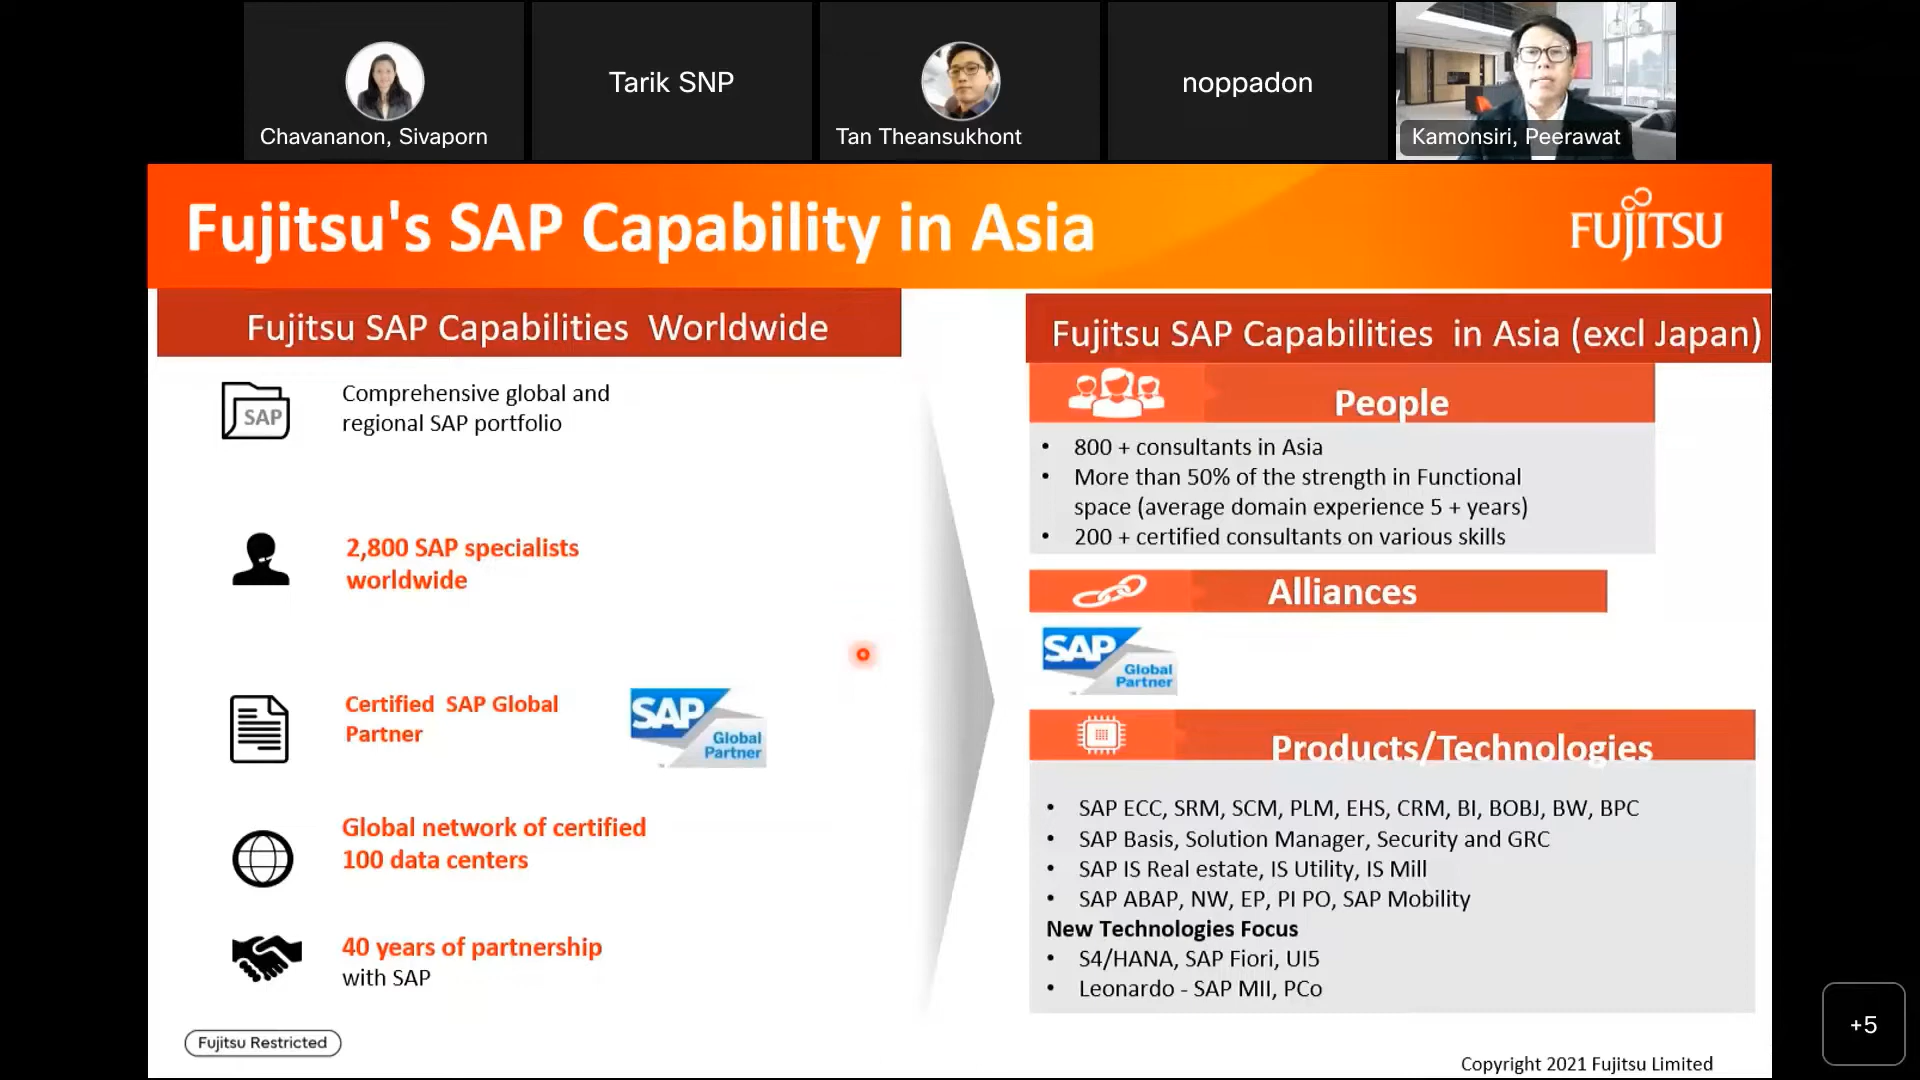 Chavananon, Sivaporn
Tarik SNP
Tan Theansukhont
noppadon
Kamonsiri, Peerawat
Fujitsu's SAP Capability in Asia
FUJITSU
Fujitsu SAP Capabilities Worldwide
SAP
Comprehensive global and
regional SAP portfolio
2,800 SAP specialists
worldwide
Certified SAP Global
Partner
SAP
Global
Partner
Global network of certified
100 data centers
40 years of partnership
with SAP
Fujitsu SAP Capabilities in Asia (excl Japan)
People
• 800 + consultants in Asia
• More than 50% of the strength in Functional
space (average domain experience 5 + years)
• 200 + certified consultants on various skills
Alliances
SAP
Global
Partner
Products/Technologies
• SAP ECC, SRM, SCM, PLM, EHS, CRM, BI, BOBJ, BW, BPC
• SAP Basis, Solution Manager, Security and GRC
• SAP IS Real estate, IS Utility, IS Mill
• SAP ABAP, NW, EP, PI PO, SAP Mobility
New Technologies Focus
• S4/HANA, SAP Fiori, UI5
• Leonardo - SAP MII, PCo
Fujitsu Restricted
Copyright 2021 Fujitsu Limited
+5